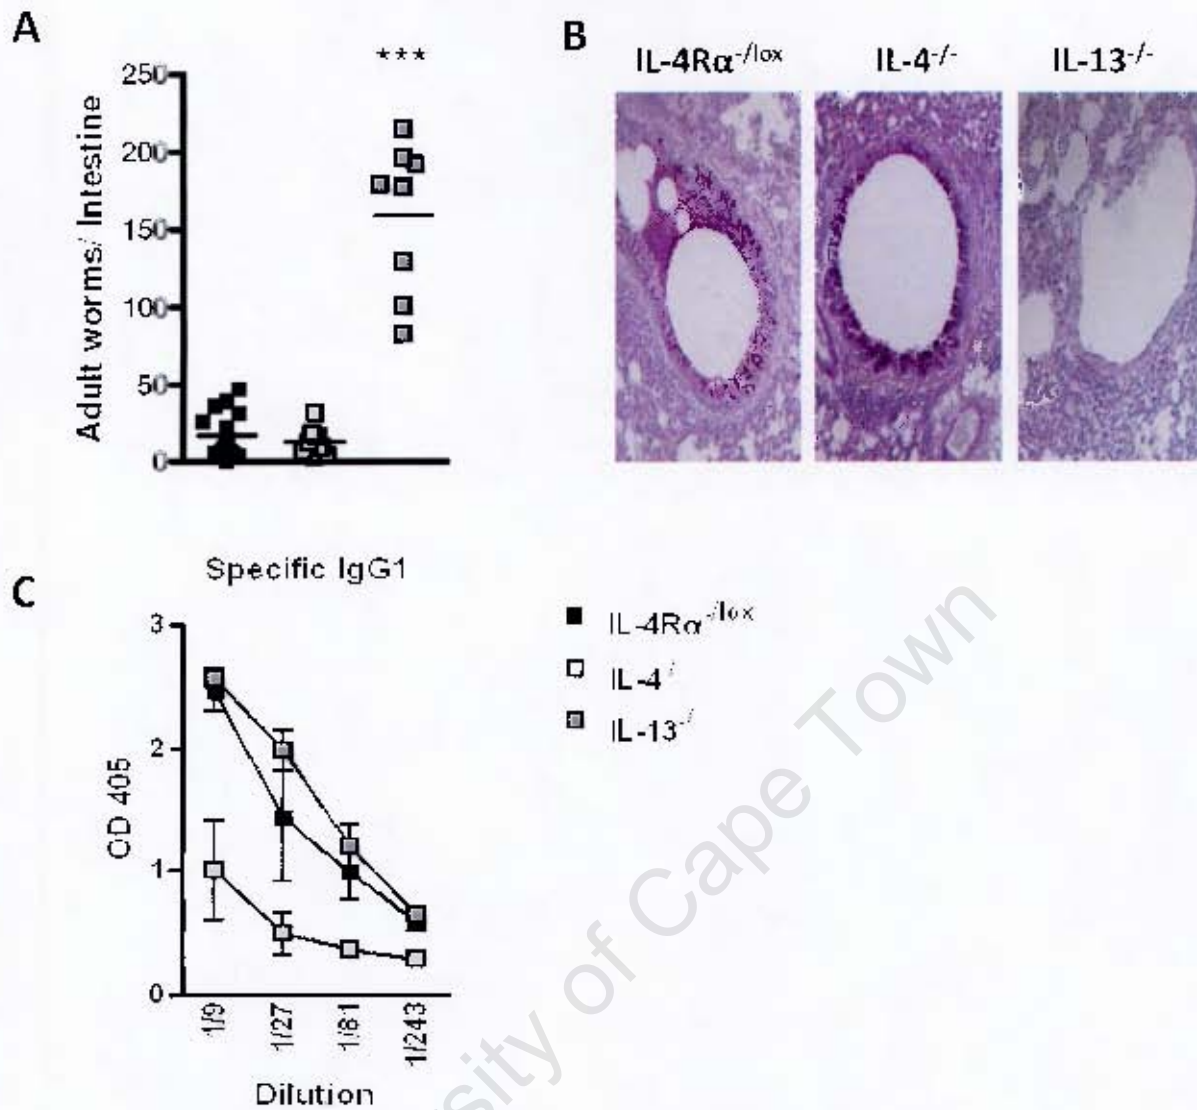 A
***
250
200
150
100
50
0
Adult worms/ Intestine
B
IL-4Rα-/lox
IL-4-/-
IL-13-/-
C
Specific IgG1
3
2
1
0
OD 405
1/9
1/27
1/81
1/243
Dilution
IL-4Rα-/lox
IL-4-/-
IL-13-/-
sity of Cape Town